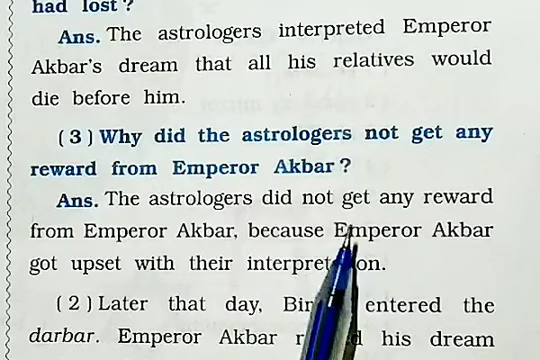 had lost ?
Ans. The astrologers interpreted Emperor
Akbar's dream that all his relatives would
die before him.
(3) Why did the astrologers not get any
reward from Emperor Akbar?
Ans. The astrologers did not get any reward
from Emperor Akbar, because Emperor Akbar
got upset with their interpretation.
(2) Later that day, entered the
darbar. Emperor Akbar his dream